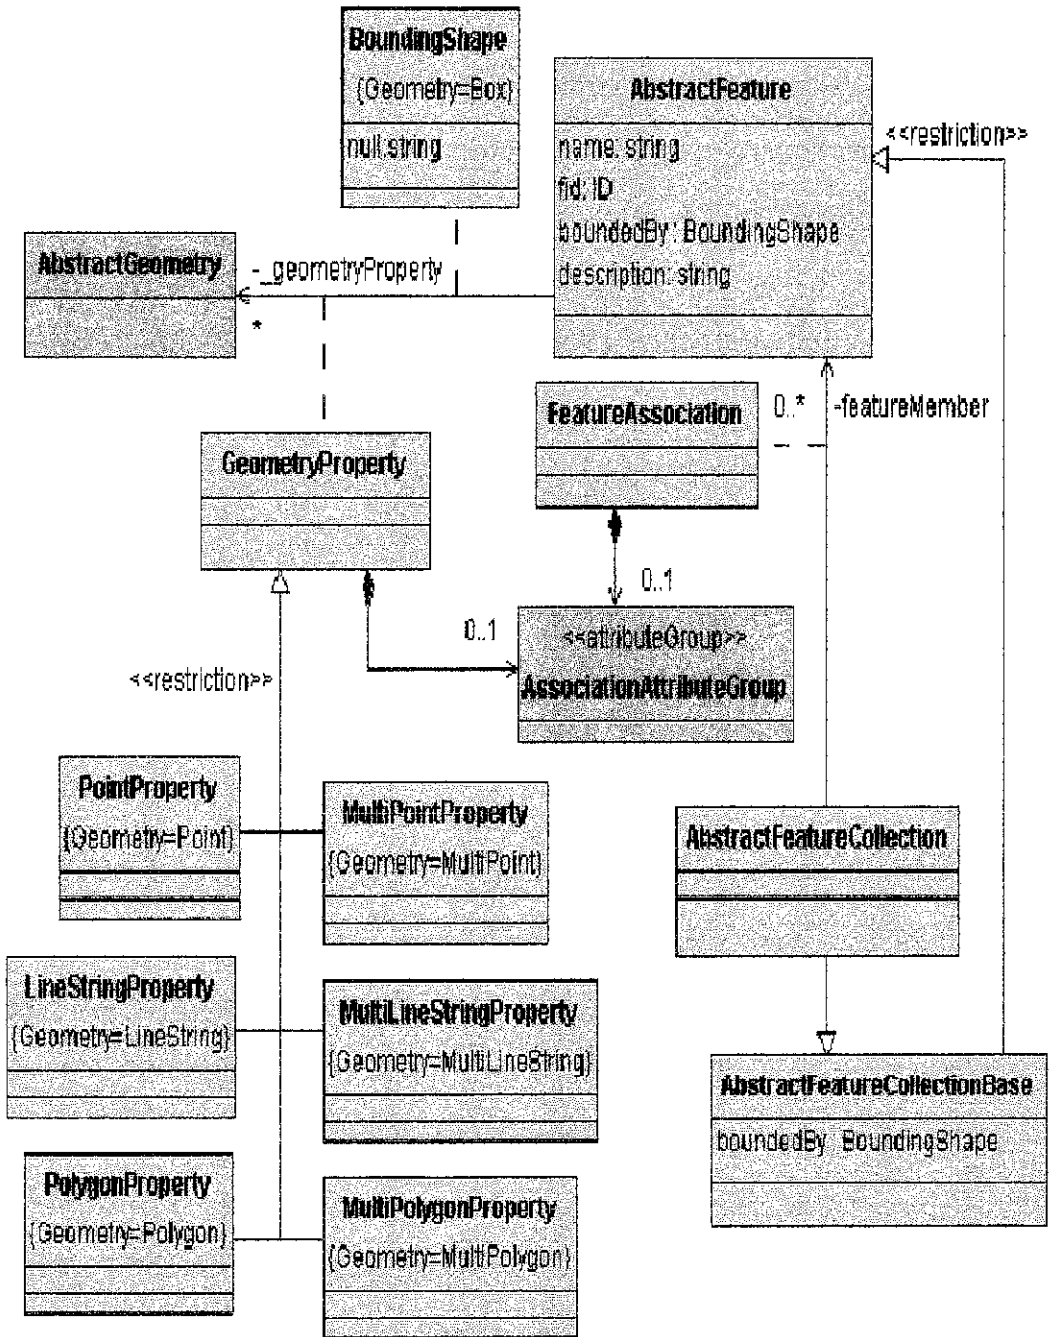 BoundingShape
{Geometry=Box}
null:string
AbstractFeature
name: string
fid: ID
boundedBy: BoundingShape
description: string
<<restriction>>
AbstractGeometry
-_geometryProperty
*
FeatureAssociation
0..*
-featureMember
GeometryProperty
0..1
0..1
<<attributeGroup>>
AssociationAttributeGroup
<<restriction>>
PointProperty
{Geometry=Point}
MultiPointProperty
{Geometry=MultiPoint}
AbstractFeatureCollection
LineStringProperty
{Geometry=LineString}
MultiLineStringProperty
{Geometry=MultiLineString}
AbstractFeatureCollectionBase
boundedBy: BoundingShape
PolygonProperty
{Geometry=Polygon}
MultiPolygonProperty
{Geometry=MultiPolygon}